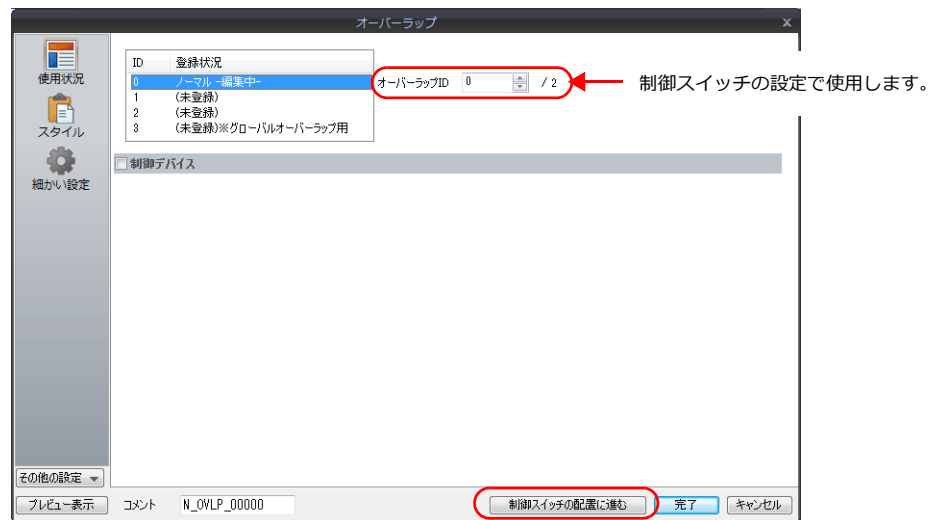 オーバーラップ
x
使用状況
スタイル
細かい設定
ID 登録状況
0 ノーマル -編集中-
1 (未登録)
2 (未登録)
3 (未登録)※グローバルオーバーラップ用
オーバーラップID 0 / 2
制御スイッチの設定で使用します。
制御デバイス
その他の設定
プレビュー表示
コメント N_OVLP_00000
制御スイッチの配置に進む
完了
キャンセル